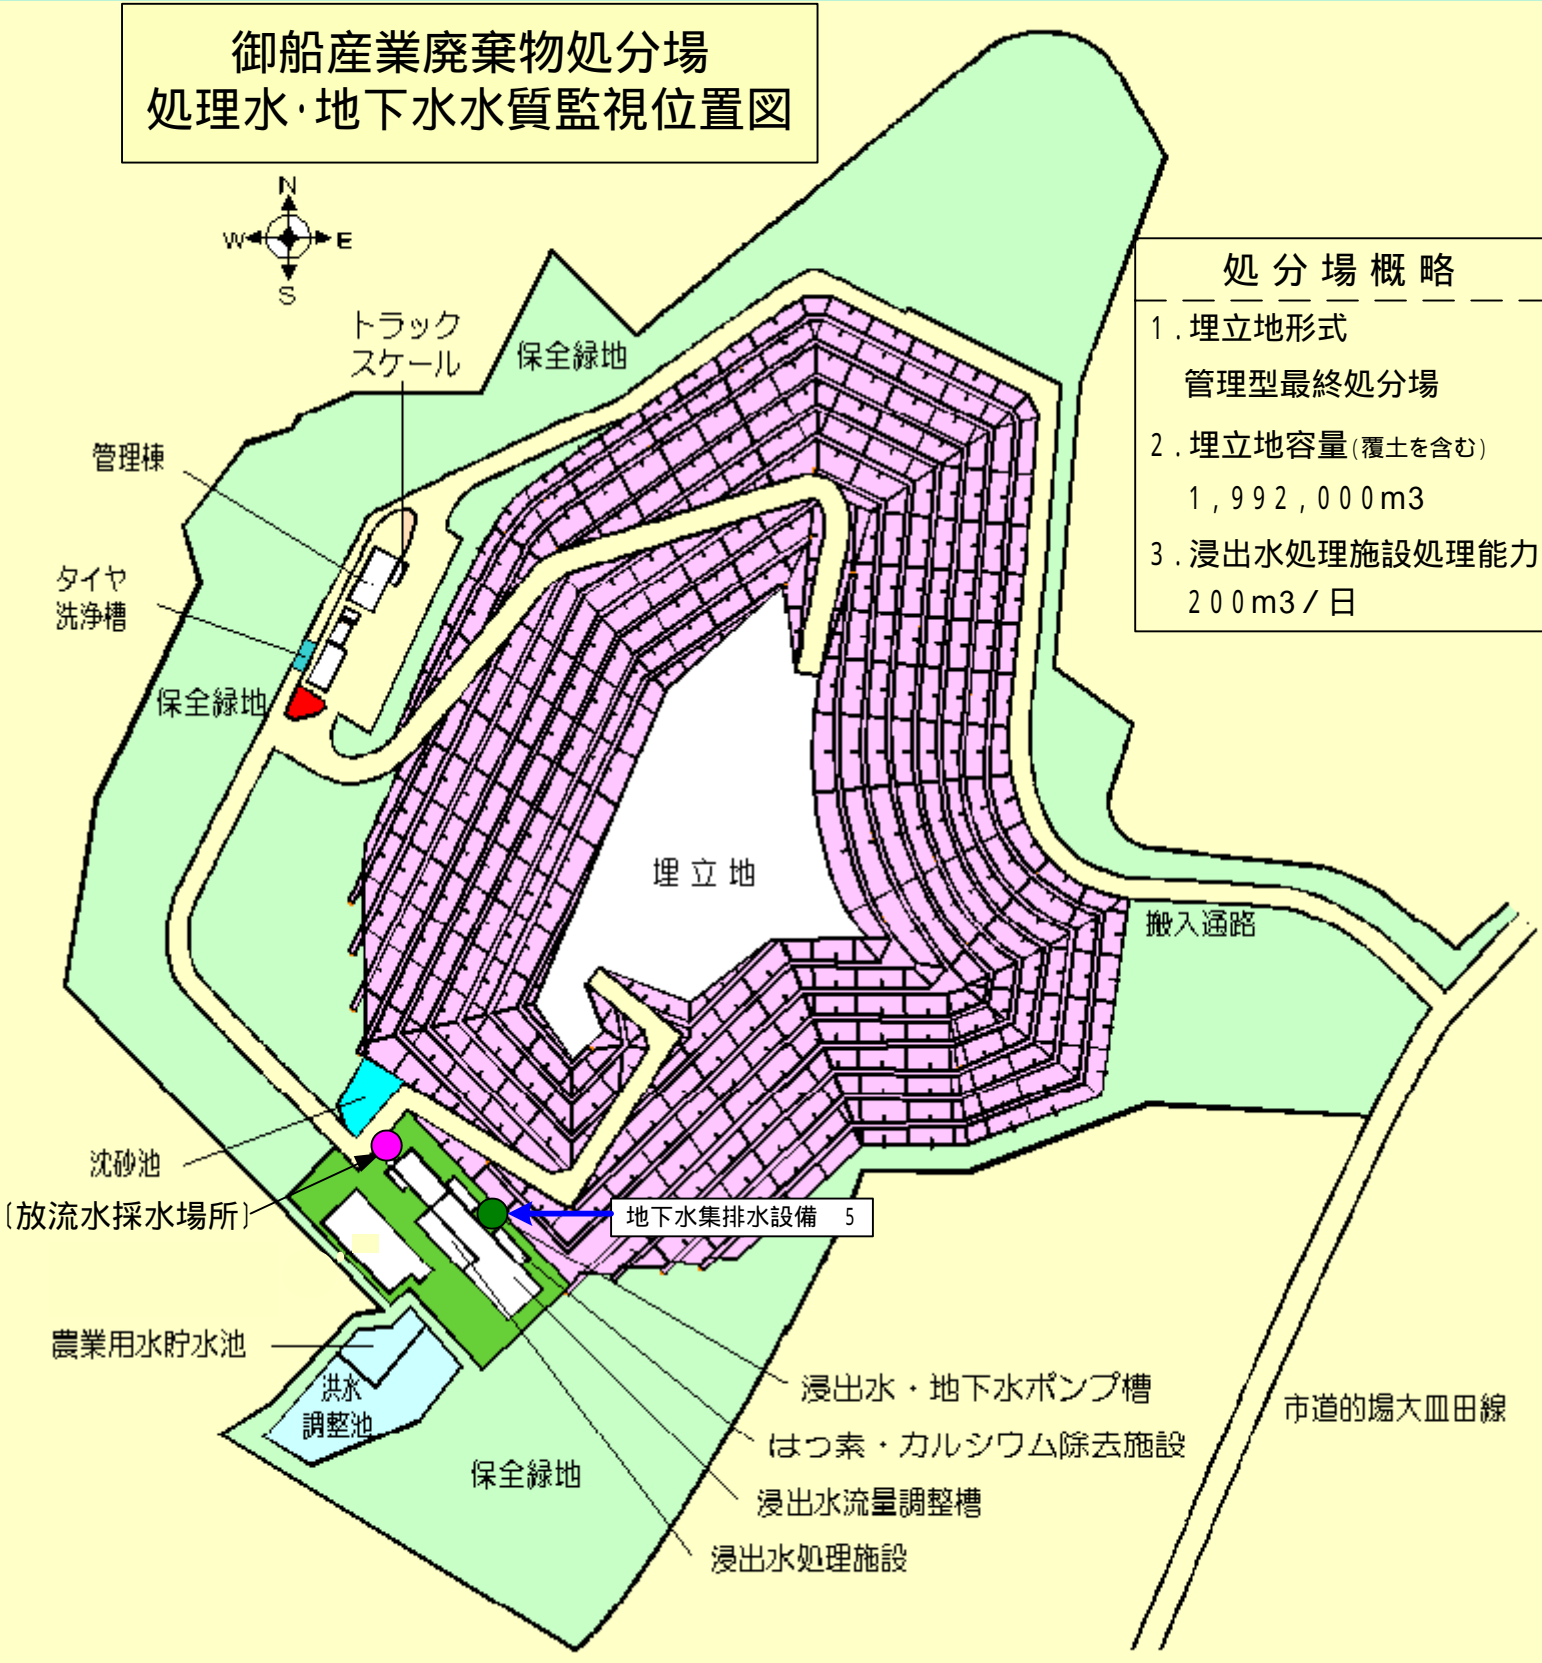 御船産業廃棄物処分場
処理水・地下水水質監視位置図
N
W
E
S
処分場概略
1.埋立地形式
管理型最終処分場
2.埋立地容量(覆土を含む)
1,992,000m3
3.浸出水処理施設処理能力
200m3/日
トラック
スケール
保全緑地
管理棟
タイヤ
洗浄槽
保全緑地
埋立地
搬入道路
沈砂池
(放流水採水場所)
地下水集排水設備 5
農業用水貯水池
洪水
調整池
保全緑地
浸出水・地下水ポンプ槽
ほう素・カルシウム除去施設
浸出水流量調整槽
浸出水処理施設
市道的場大皿田線